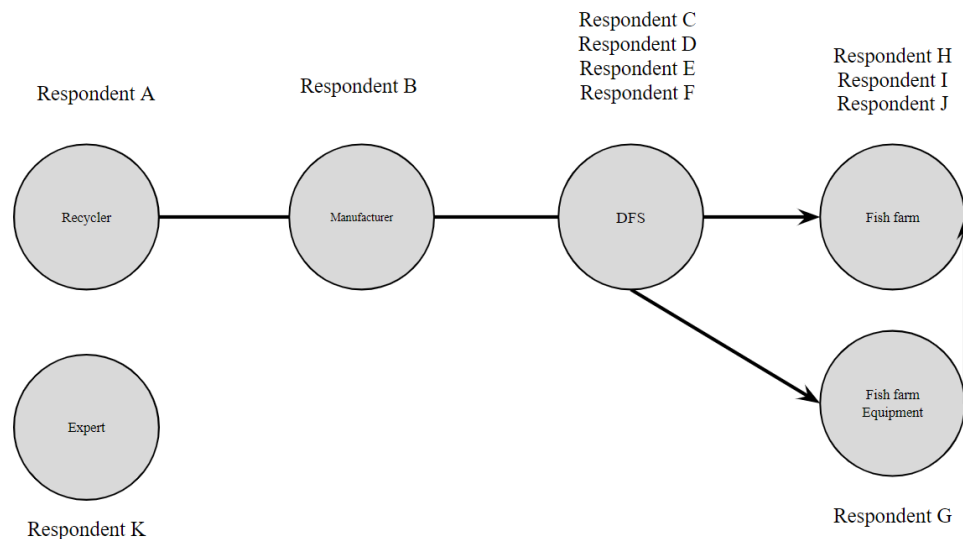 Respondent A
Respondent B
Respondent C
Respondent D
Respondent E
Respondent F
Respondent H
Respondent I
Respondent J
Recycler
Manufacturer
DFS
Fish farm
Expert
Fish farm
Equipment
Respondent K
Respondent G